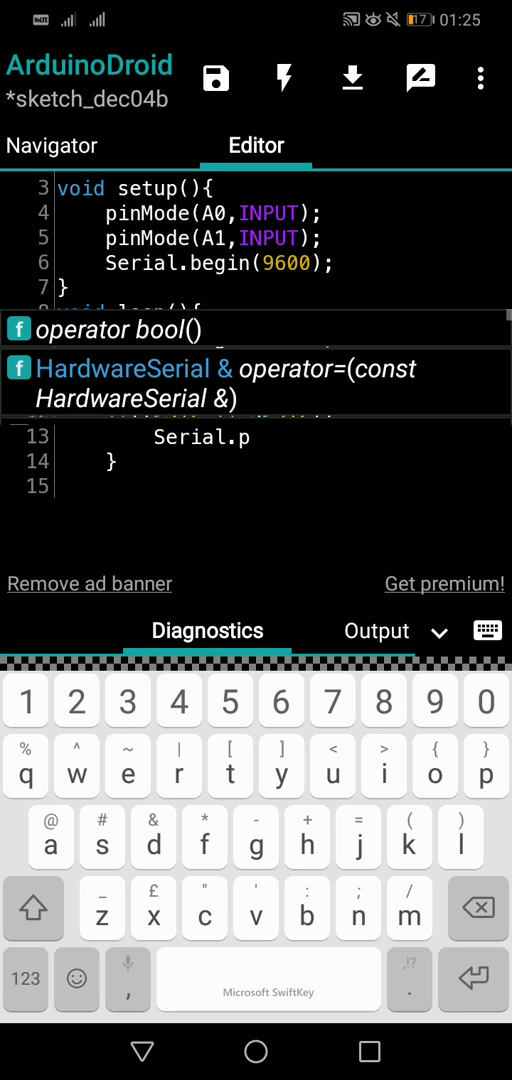 VoLTE 17 01:25
ArduinoDroid
*sketch_dec04b
Navigator Editor
3 void setup(){
4 pinMode(A0,INPUT);
5 pinMode(A1,INPUT);
6 Serial.begin(9600);
7 }
f operator bool()
f HardwareSerial & operator=(const
HardwareSerial &)
13 Serial.p
14 }
15
Remove ad banner Get premium!
Diagnostics Output
1 2 3 4 5 6 7 8 9 0
% ^ ~ | [ ] < > { }
q w e r t y u i o p
@ # & * - + = ( )
a s d f g h j k l
_ £ " ' : ; /
z x c v b n m
,!?
123 , Microsoft SwiftKey .